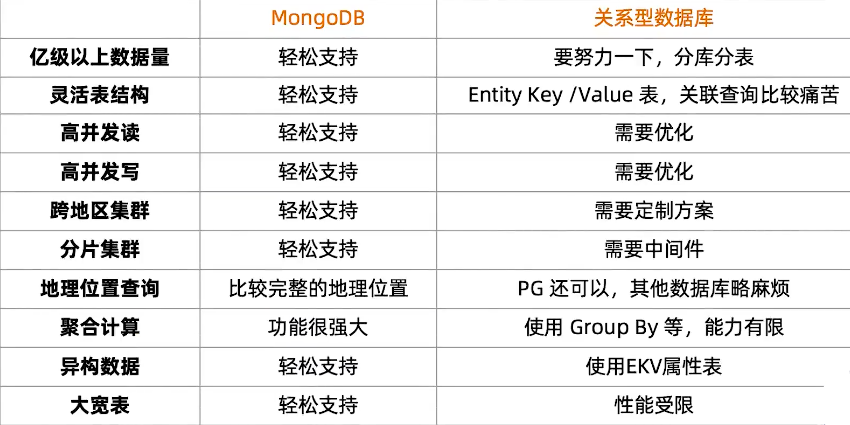 MongoDB 关系型数据库
亿级以上数据量 轻松支持 要努力一下，分库分表
灵活表结构 轻松支持 Entity Key /Value 表，关联查询比较痛苦
高并发读 轻松支持 需要优化
高并发写 轻松支持 需要优化
跨地区集群 轻松支持 需要定制方案
分片集群 轻松支持 需要中间件
地理位置查询 比较完整的地理位置 PG 还可以，其他数据库略麻烦
聚合计算 功能很强大 使用 Group By 等，能力有限
异构数据 轻松支持 使用EKV属性表
大宽表 轻松支持 性能受限